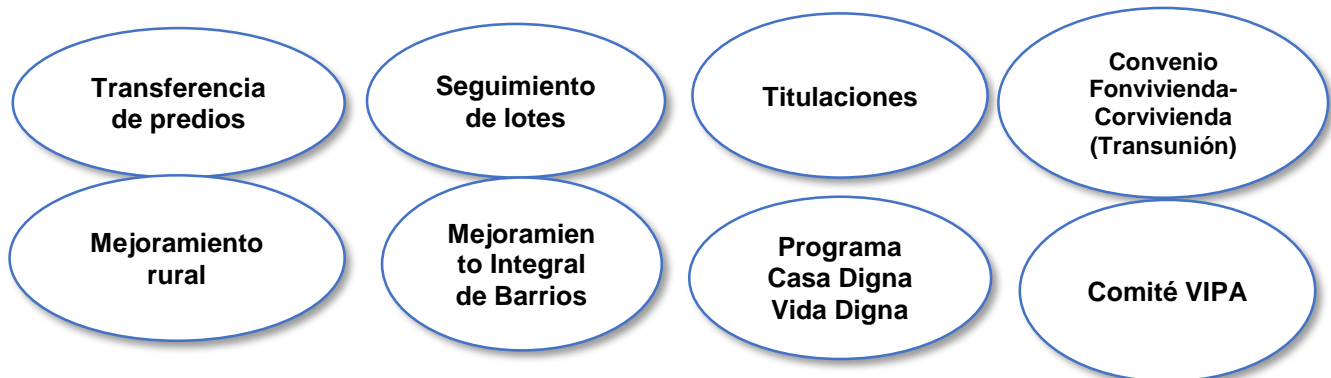 Transferencia
de predios
Seguimiento
de lotes
Titulaciones
Convenio
Fonvivienda-
Corvivienda
(Transunión)
Mejoramiento
rural
Mejoramien
to Integral
de Barrios
Programa
Casa Digna
Vida Digna
Comité VIPA